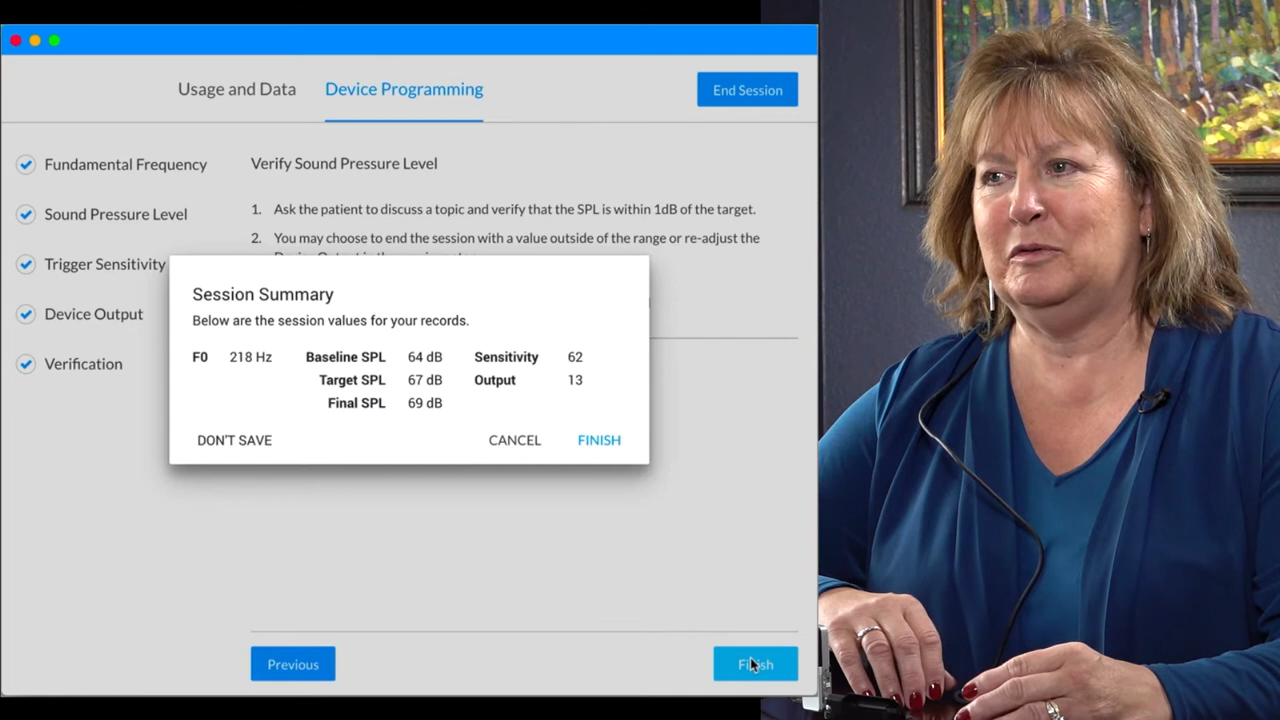 Usage and Data
Device Programming
End Session
Fundamental Frequency
Sound Pressure Level
Trigger Sensitivity
Device Output
Verification
Verify Sound Pressure Level
1. Ask the patient to discuss a topic and verify that the SPL is within 1dB of the target.
2. You may choose to end the session with a value outside of the range or re-adjust the
Session Summary
Below are the session values for your records.
F0 218 Hz Baseline SPL 64 dB Sensitivity 62
Target SPL 67 dB Output 13
Final SPL 69 dB
DON'T SAVE CANCEL FINISH
Previous
Finish